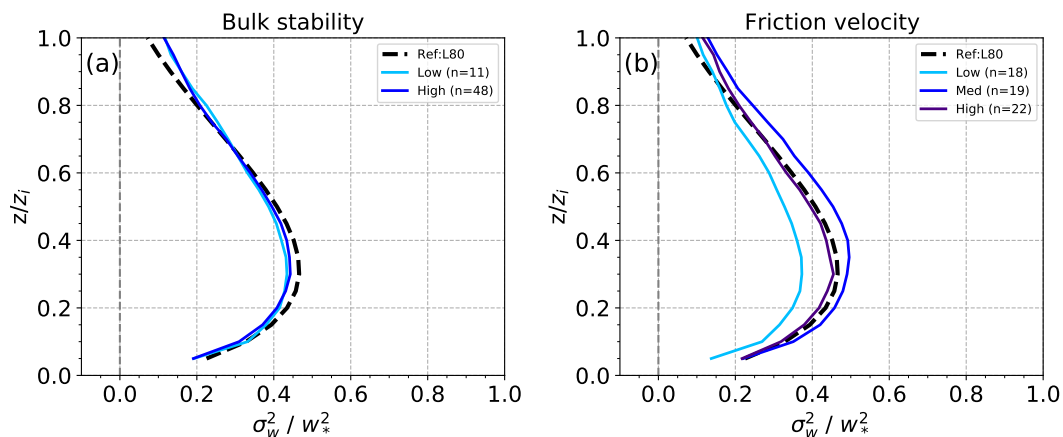 Bulk stability
(a)
Ref:L80
Low (n=11)
High (n=48)
1.0
0.8
0.6
0.4
0.2
0.0
z/z_i
0.0 0.2 0.4 0.6 0.8 1.0
σ_w^2 / w_*^2
Friction velocity
(b)
Ref:L80
Low (n=18)
Med (n=19)
High (n=22)
1.0
0.8
0.6
0.4
0.2
0.0
z/z_i
0.0 0.2 0.4 0.6 0.8 1.0
σ_w^2 / w_*^2